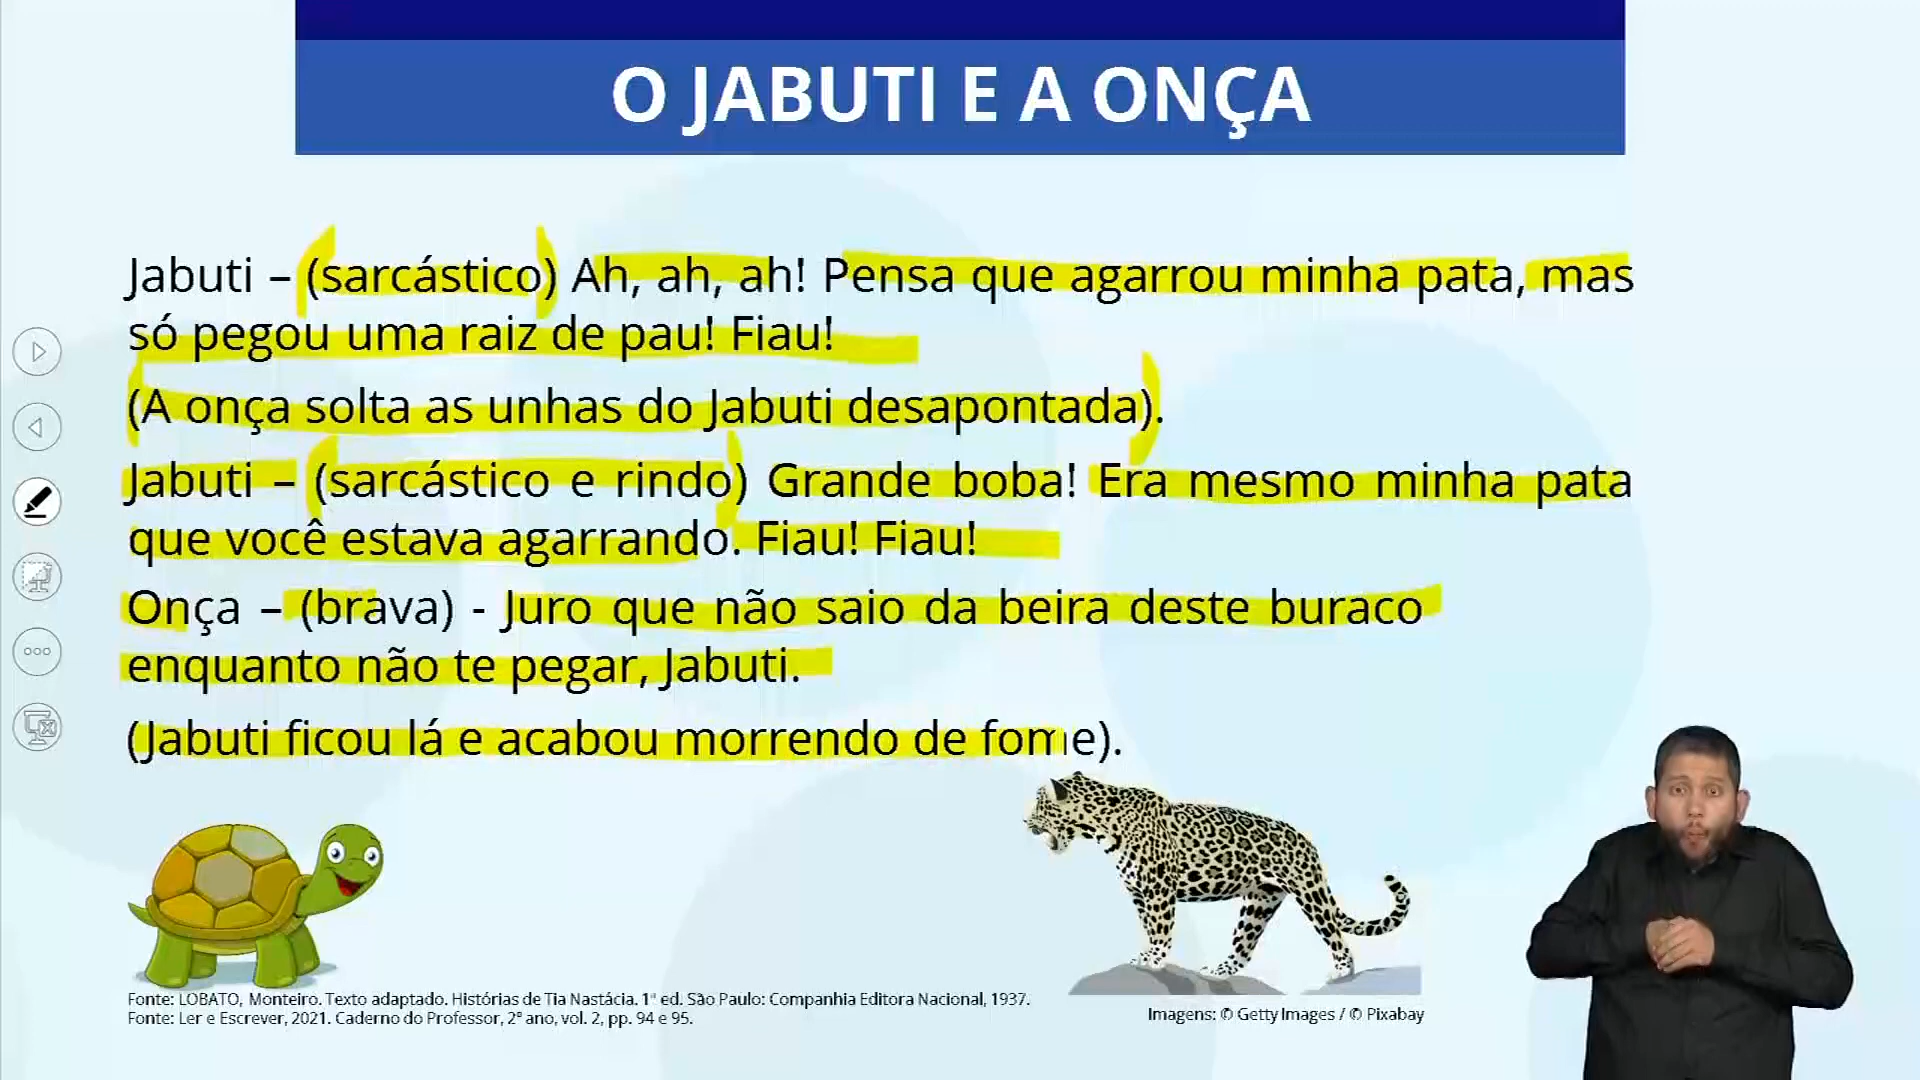 O JABUTI E A ONÇA
Jabuti – (sarcástico) Ah, ah, ah! Pensa que agarrou minha pata, mas
só pegou uma raiz de pau! Fiau!
(A onça solta as unhas do Jabuti desapontada).
Jabuti – (sarcástico e rindo) Grande boba! Era mesmo minha pata
que você estava agarrando. Fiau! Fiau!
Onça – (brava) - Juro que não saio da beira deste buraco
enquanto não te pegar, Jabuti.
(Jabuti ficou lá e acabou morrendo de fome).
Fonte: LOBATO, Monteiro. Texto adaptado. Histórias de Tia Nastácia. 1ª ed. São Paulo: Companhia Editora Nacional, 1937.
Fonte: Ler e Escrever, 2021. Caderno do Professor, 2º ano, vol. 2, pp. 94 e 95.
Imagens: © Getty Images / © Pixabay